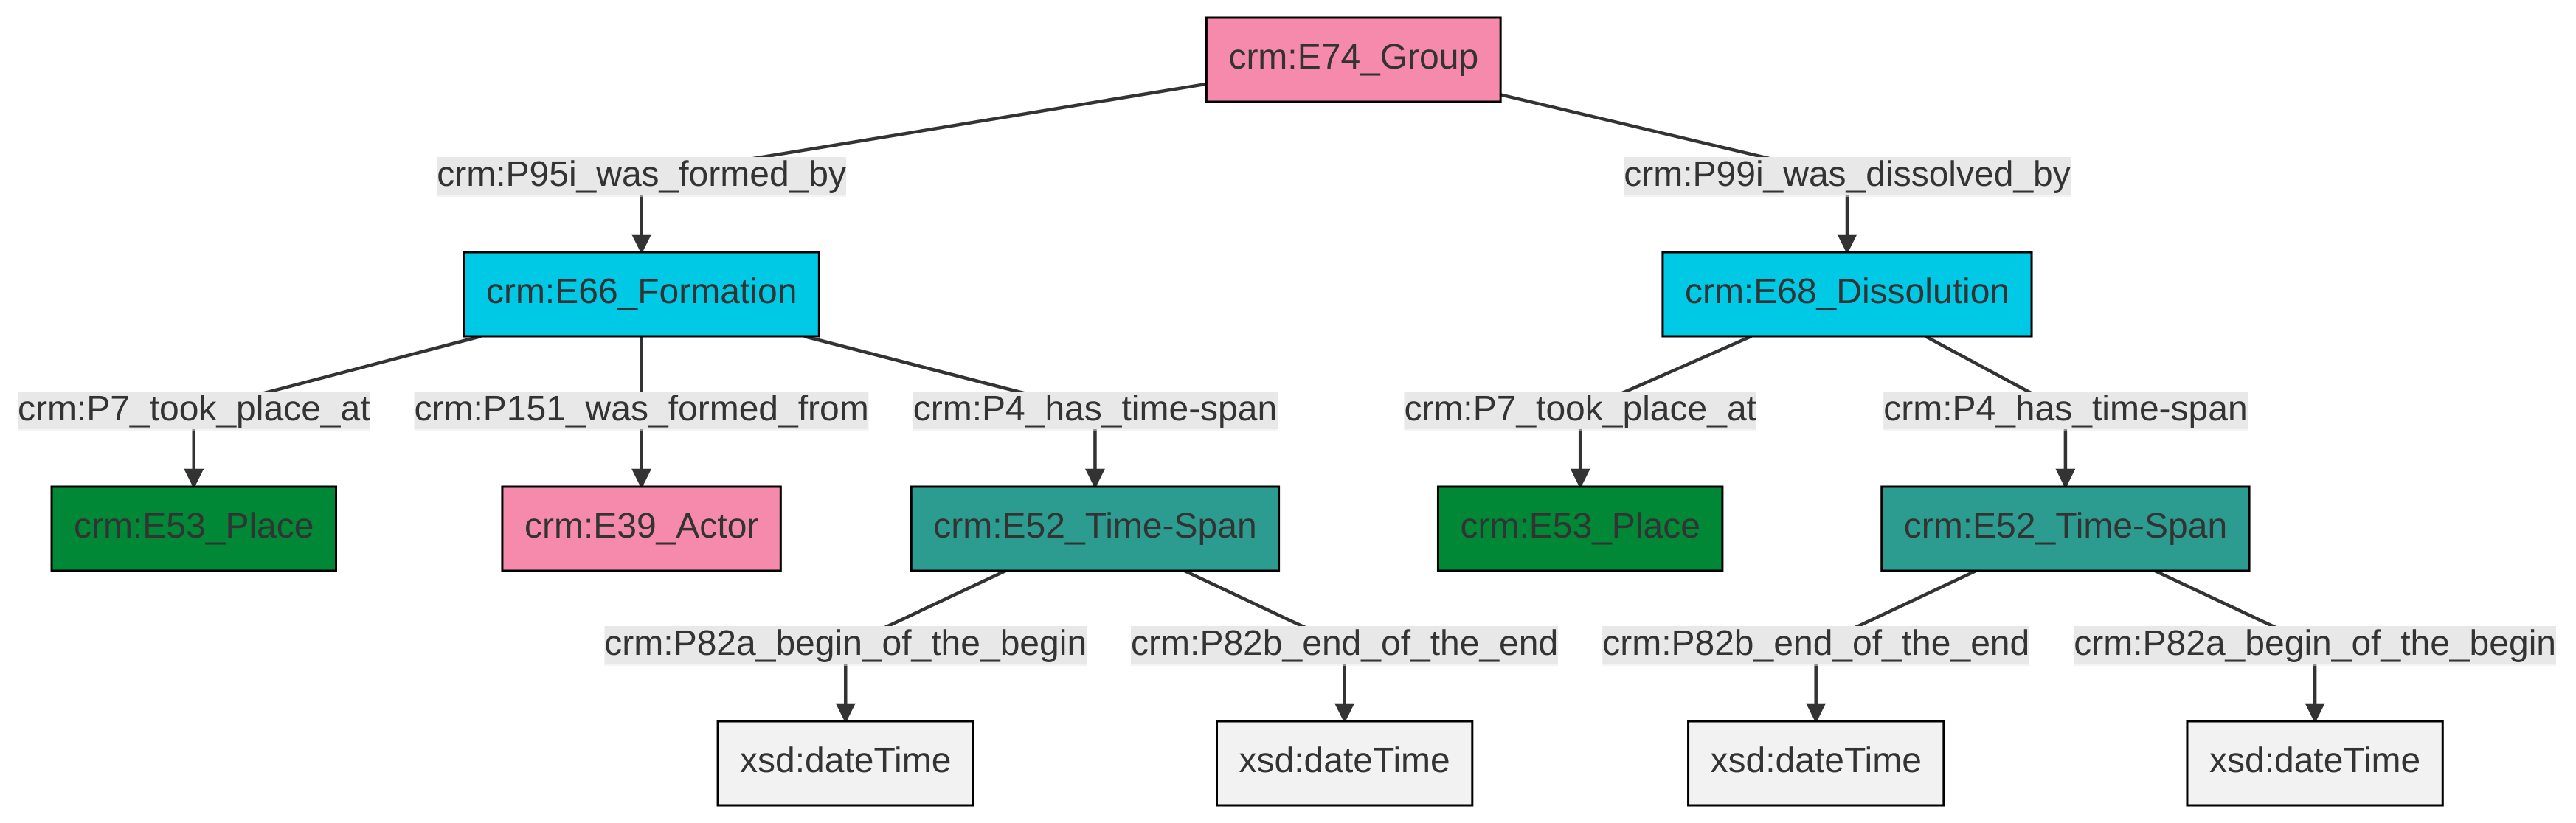 crm:E74_Group
crm:P95i_was_formed_by
crm:P99i_was_dissolved_by
crm:E66_Formation
crm:E68_Dissolution
crm:P7_took_place_at
crm:P151_was_formed_from
crm:P4_has_time-span
crm:P7_took_place_at
crm:P4_has_time-span
crm:E53_Place
crm:E39_Actor
crm:E52_Time-Span
crm:E53_Place
crm:E52_Time-Span
crm:P82a_begin_of_the_begin
crm:P82b_end_of_the_end
crm:P82b_end_of_the_end
crm:P82a_begin_of_the_begin
xsd:dateTime
xsd:dateTime
xsd:dateTime
xsd:dateTime